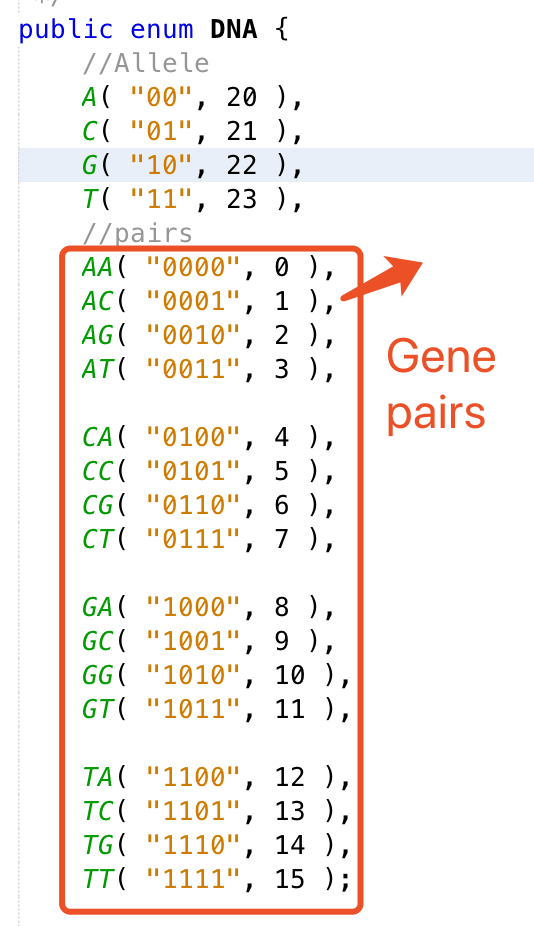 */
public enum DNA {
//Allele
A( "00", 20 ),
C( "01", 21 ),
G( "10", 22 ),
T( "11", 23 ),
//pairs
AA( "0000", 0 ),
AC( "0001", 1 ),
AG( "0010", 2 ),
AT( "0011", 3 ),
CA( "0100", 4 ),
CC( "0101", 5 ),
CG( "0110", 6 ),
CT( "0111", 7 ),
GA( "1000", 8 ),
GC( "1001", 9 ),
GG( "1010", 10 ),
GT( "1011", 11 ),
TA( "1100", 12 ),
TC( "1101", 13 ),
TG( "1110", 14 ),
TT( "1111", 15 );
Gene
pairs